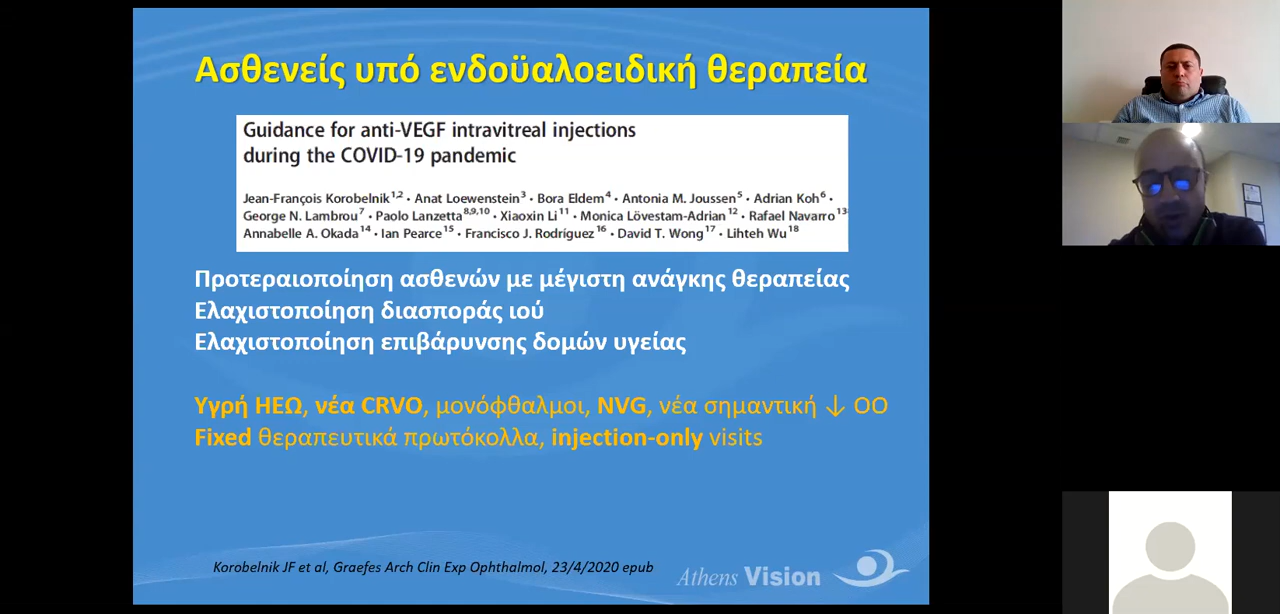 Ασθενείς υπό ενδοϋαλοειδική θεραπεία
Guidance for anti-VEGF intravitreal injections
during the COVID-19 pandemic
Jean-François Korobelnik1,2 · Anat Loewenstein3 · Bora Eldem4 · Antonia M. Joussen5 · Adrian Koh6 ·
George N. Lambrou7 · Paolo Lanzetta8,9,10 · Xiaoxin Li11 · Monica Lövestam-Adrian12 · Rafael Navarro13
Annabelle A. Okada14 · Ian Pearce15 · Francisco J. Rodríguez16 · David T. Wong17 · Lihteh Wu18
Προτεραιοποίηση ασθενών με μέγιστη ανάγκης θεραπείας
Ελαχιστοποίηση διασποράς ιού
Ελαχιστοποίηση επιβάρυνσης δομών υγείας
Υγρή ΗΕΩ, νέα CRVO, μονόφθαλμοι, NVG, νέα σημαντική ↓ ΟΟ
Fixed θεραπευτικά πρωτόκολλα, injection-only visits
Korobelnik JF et al, Graefes Arch Clin Exp Ophthalmol, 23/4/2020 epub
Athens Vision